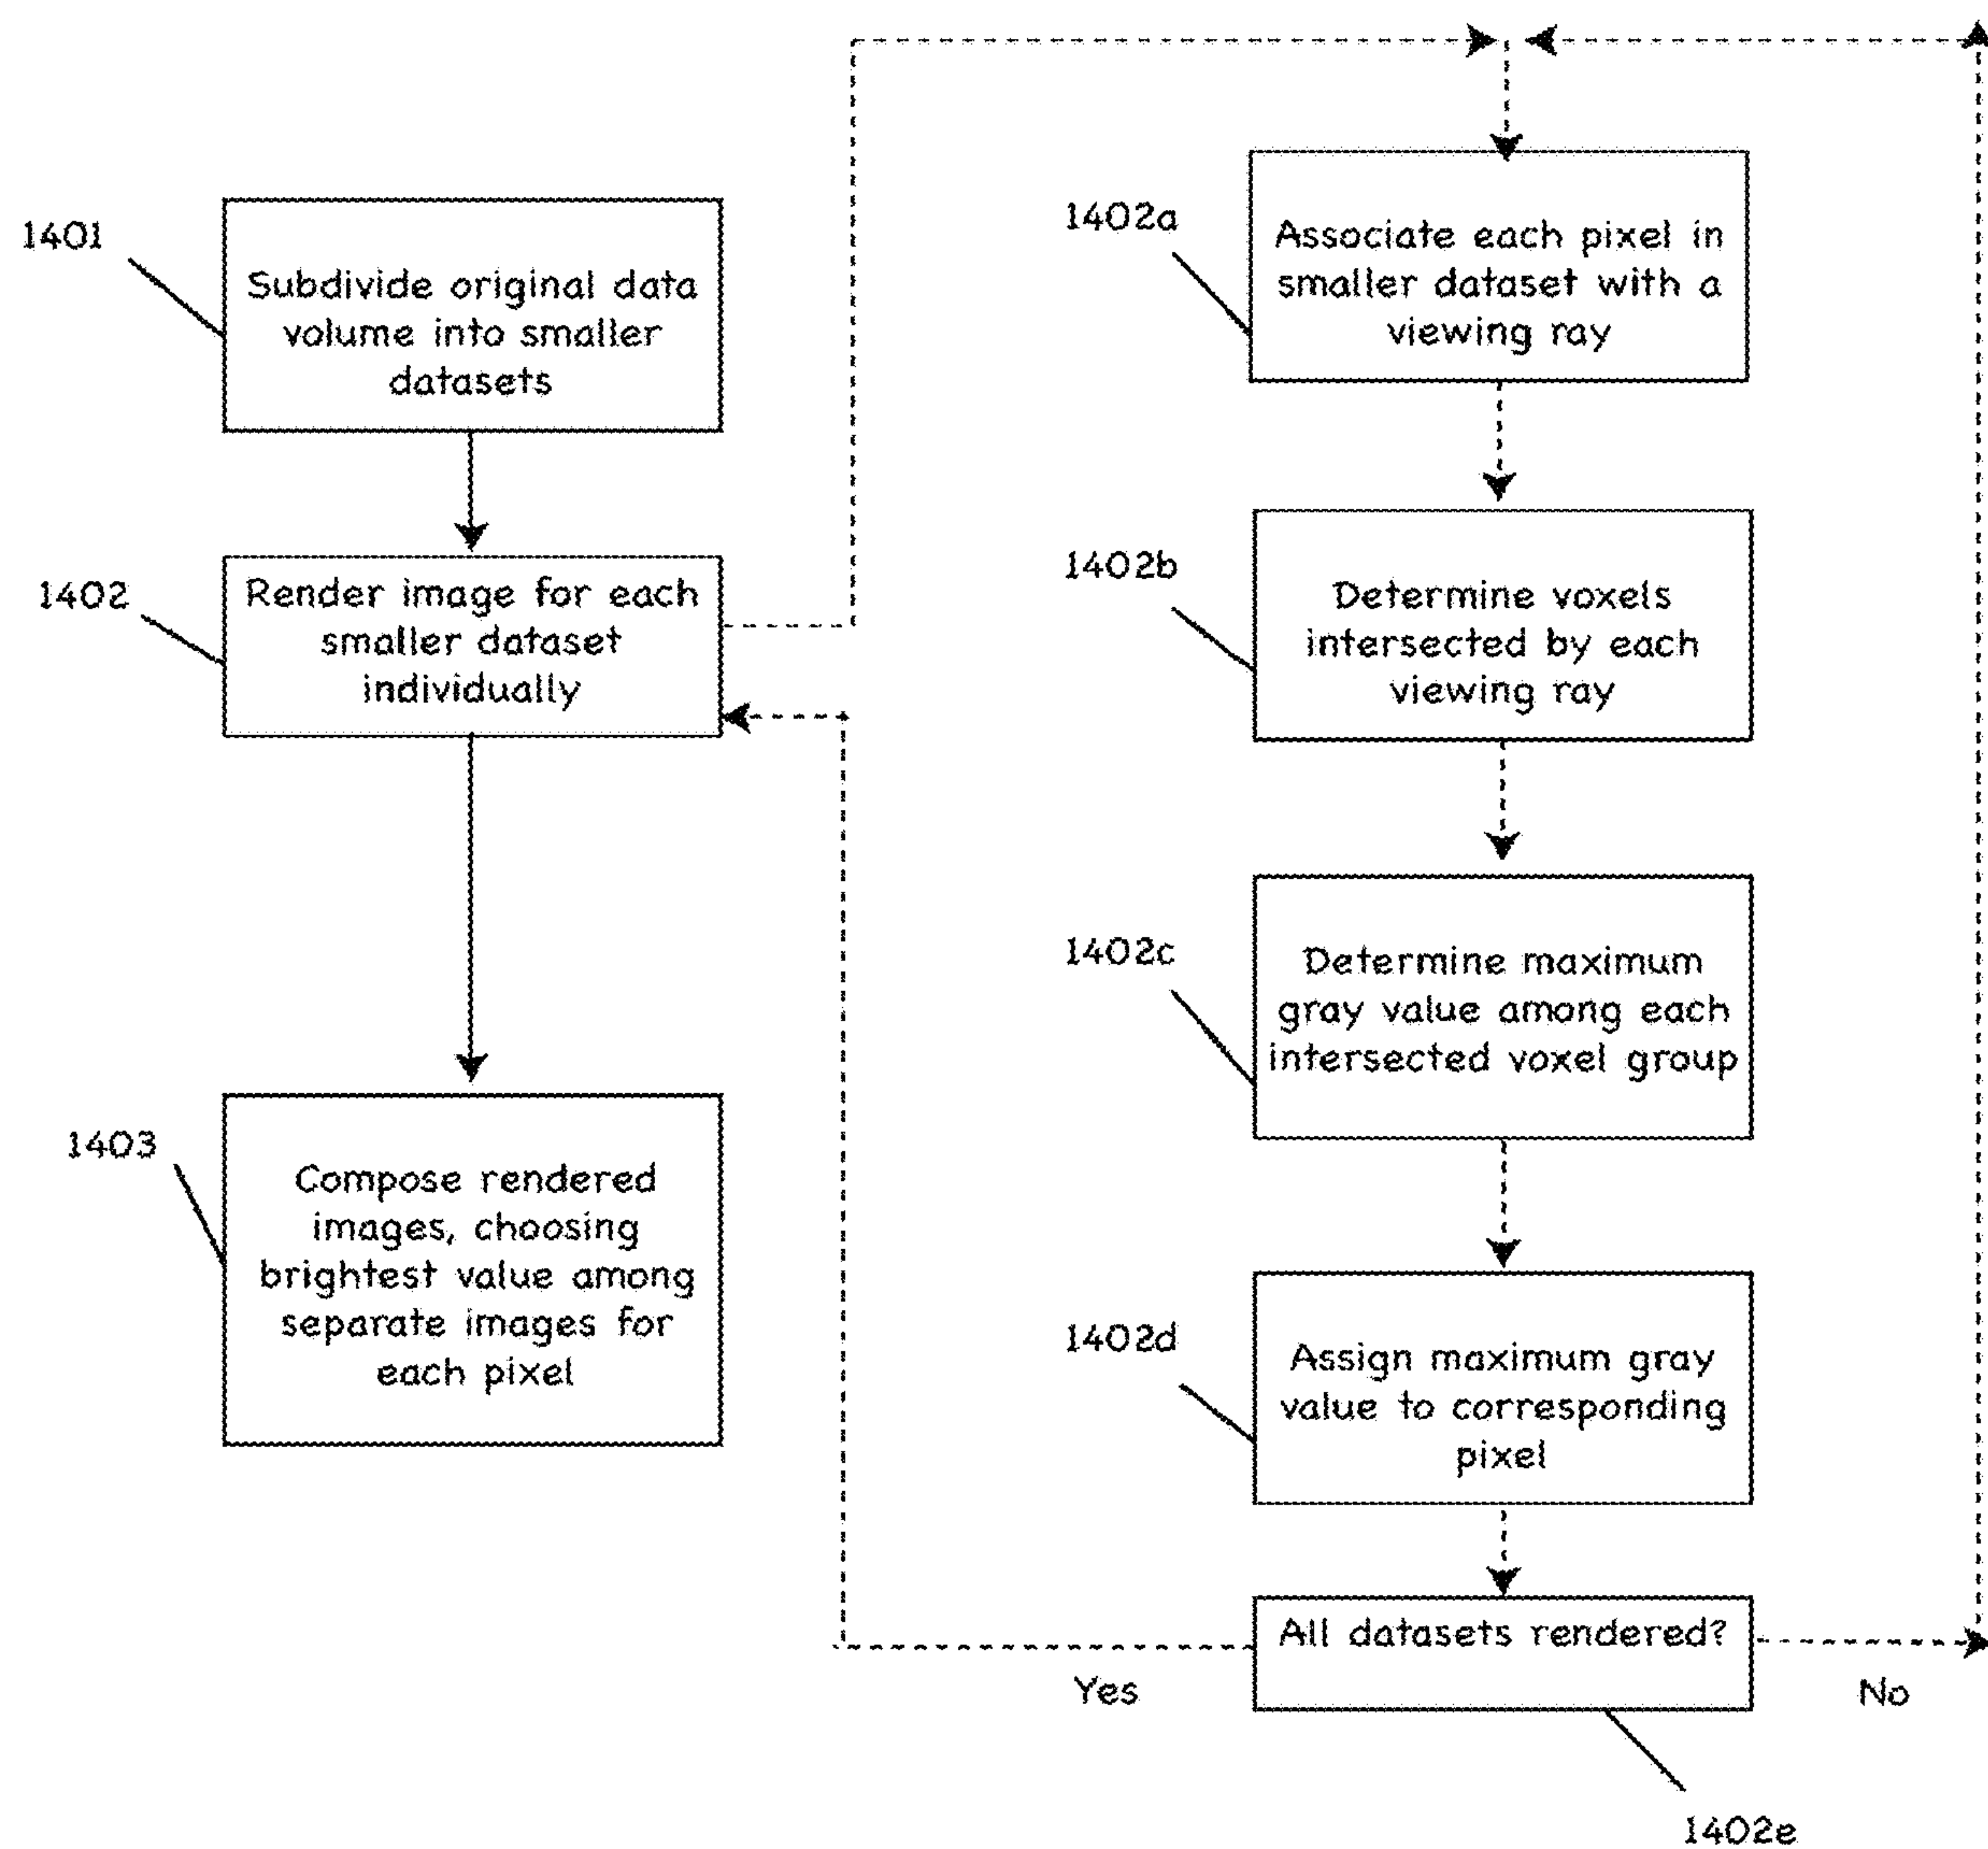 1401
Subdivide original data
volume into smaller
datasets
1402
Render image for each
smaller dataset
individually
1403
Compose rendered
images, choosing
brightest value among
separate images for
each pixel
1402a
Associate each pixel in
smaller dataset with a
viewing ray
1402b
Determine voxels
intersected by each
viewing ray
1402c
Determine maximum
gray value among each
intersected voxel group
1402d
Assign maximum gray
value to corresponding
pixel
All datasets rendered?
Yes
No
1402e